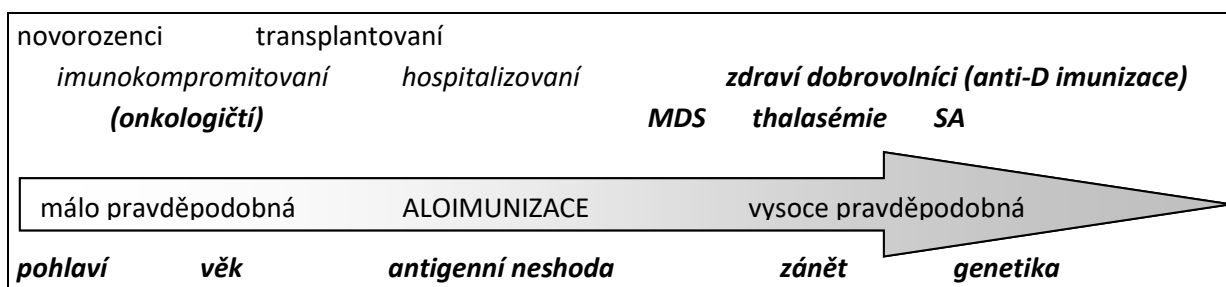 novorozenci transplantovaní
imunokompromitovaní hospitalizovaní zdraví dobrovolníci (anti-D imunizace)
(onkologičtí) MDS thalasémie SA
málo pravděpodobná ALOIMUNIZACE vysoce pravděpodobná
pohlaví věk antigenní neshoda zánět genetika